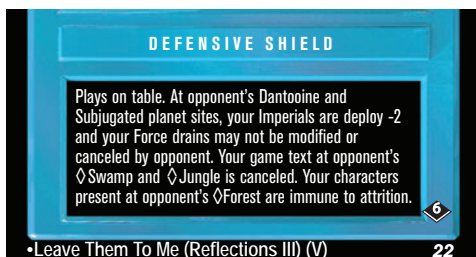 DEFENSIVE SHIELD
Plays on table. At opponent's Dantooine and
Subjugated planet sites, your Imperials are deploy -2
and your Force drains may not be modified or
canceled by opponent. Your game text at opponent's
◊Swamp and ◊Jungle is canceled. Your characters
present at opponent's ◊Forest are immune to attrition.
6
•Leave Them To Me (Reflections III) (V) 22